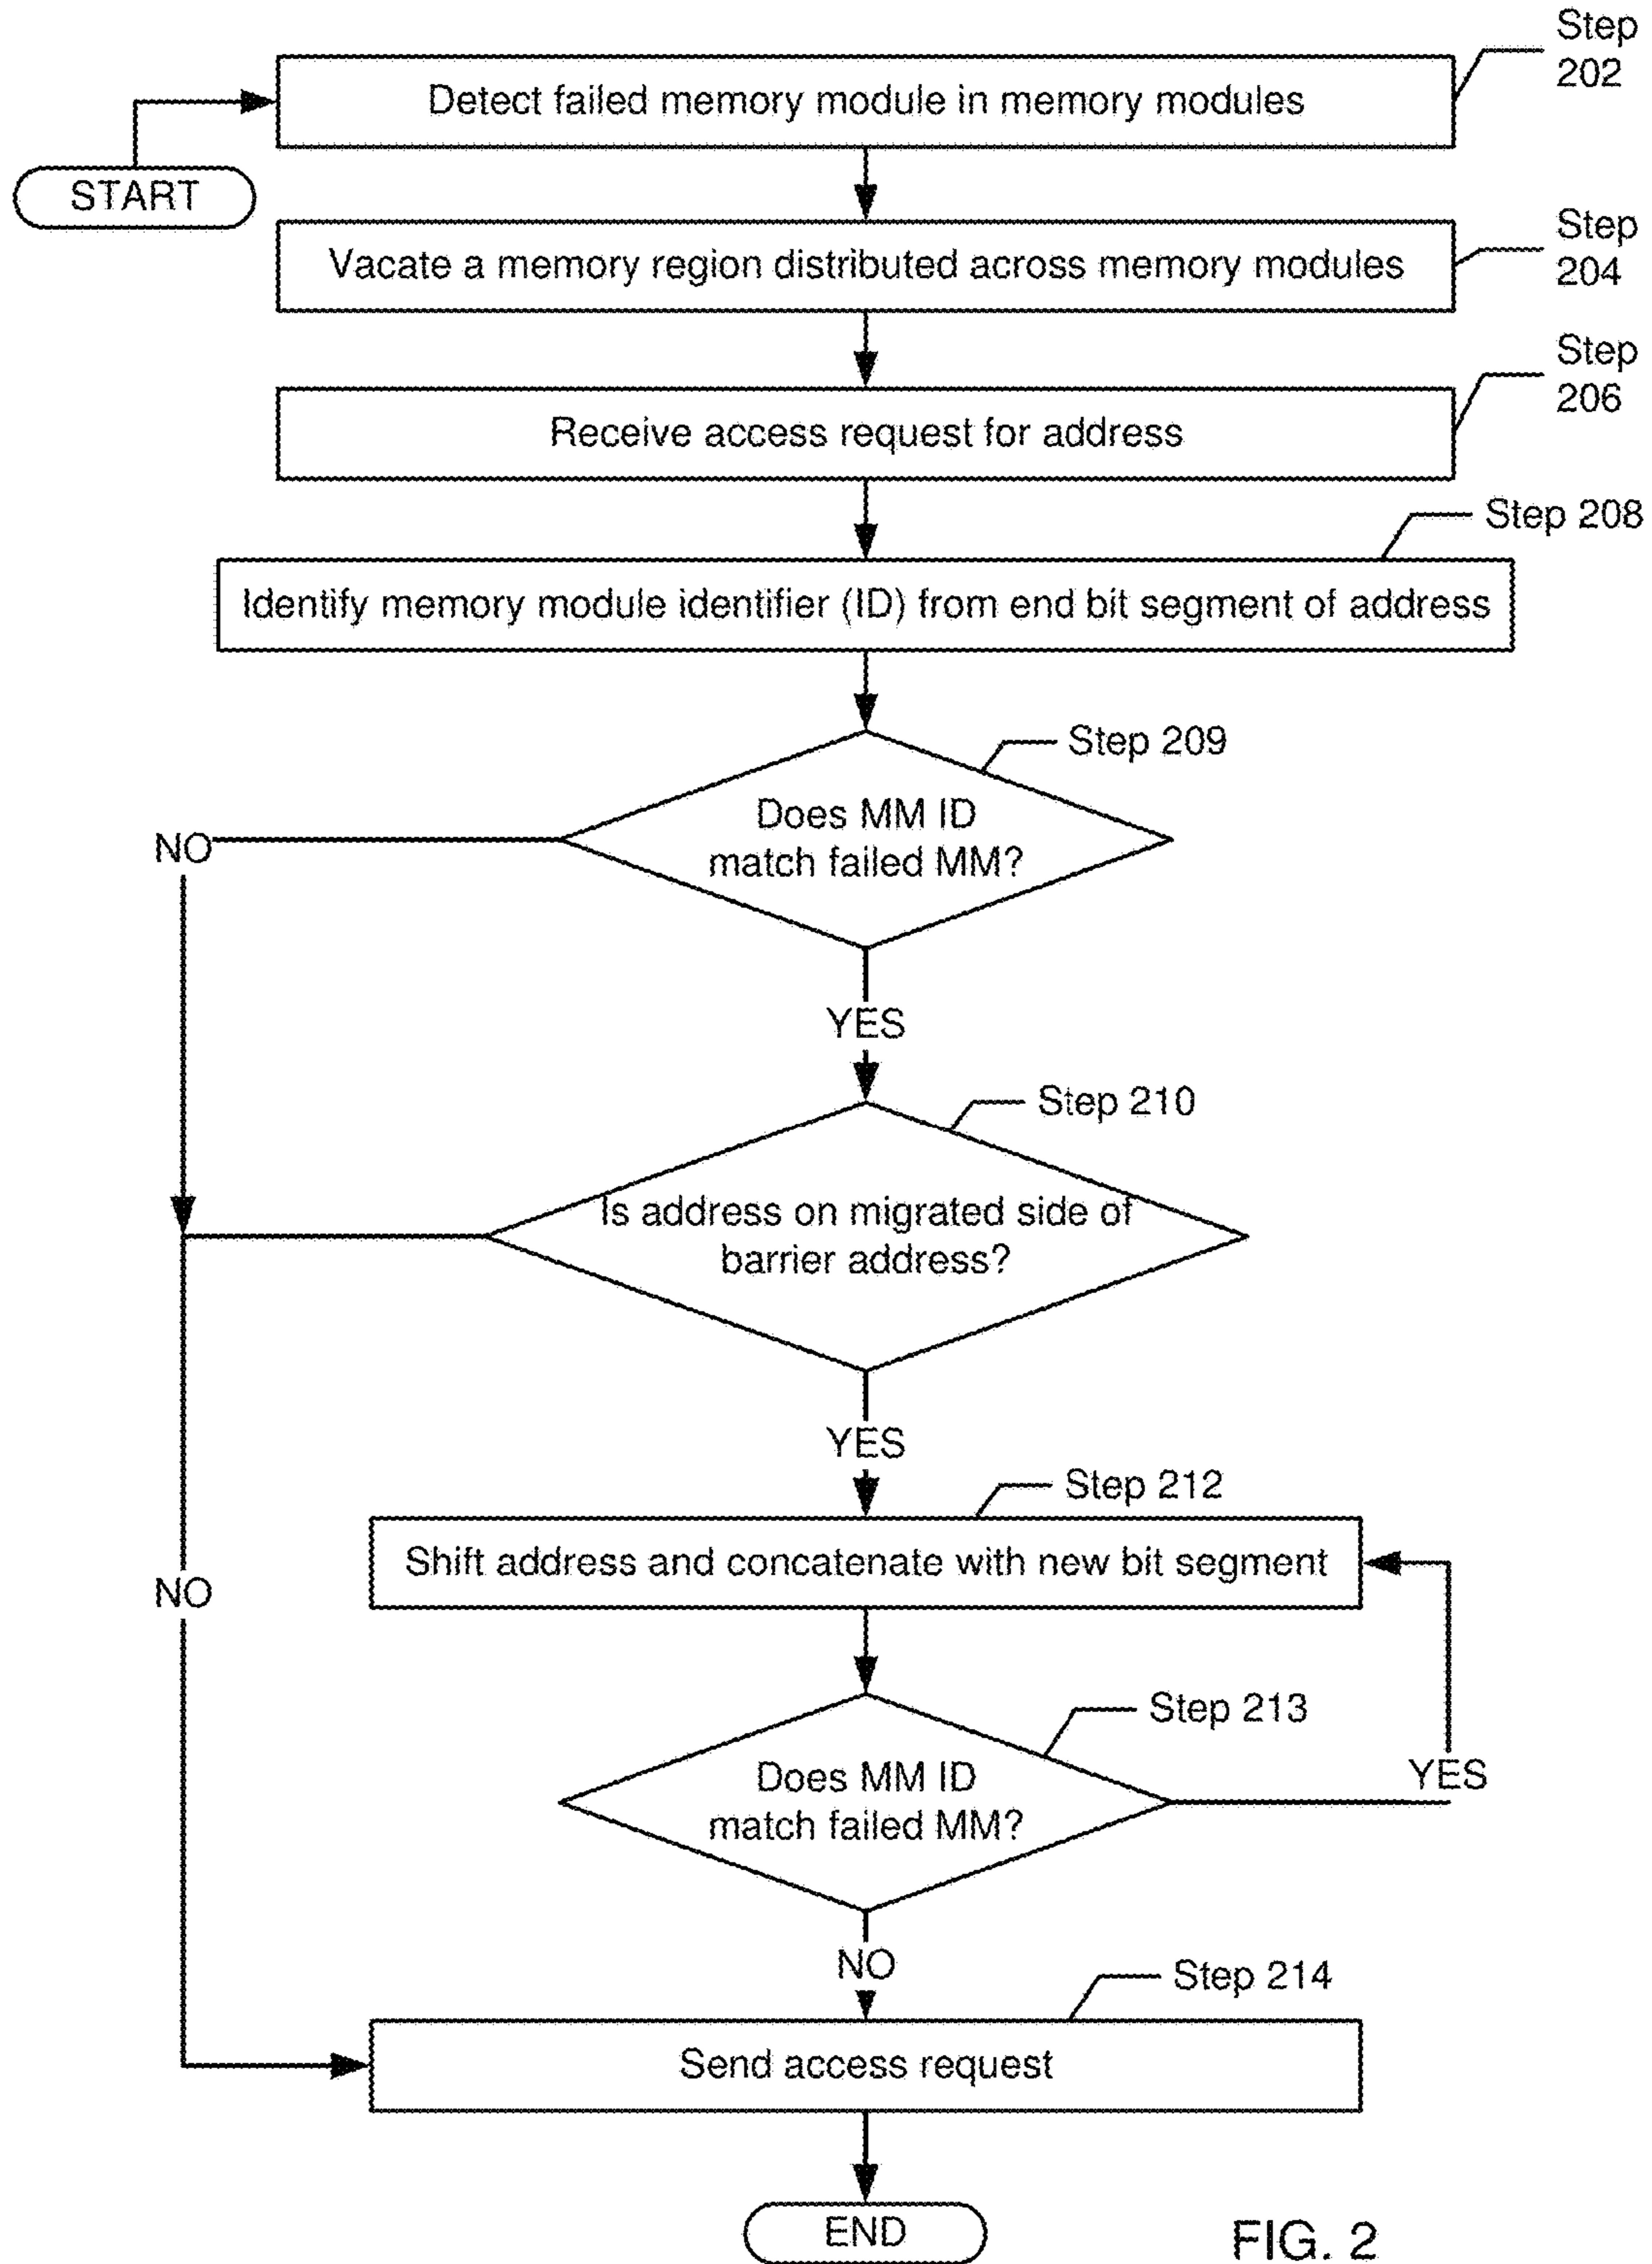 Step
202
Detect failed memory module in memory modules
START
Step
204
Vacate a memory region distributed across memory modules
Step
206
Receive access request for address
Step 208
Identify memory module identifier (ID) from end bit segment of address
Step 209
Does MM ID
match failed MM?
NO
YES
Step 210
Is address on migrated side of
barrier address?
YES
Step 212
Shift address and concatenate with new bit segment
NO
Step 213
Does MM ID
match failed MM?
YES
NO
Step 214
Send access request
END
FIG. 2